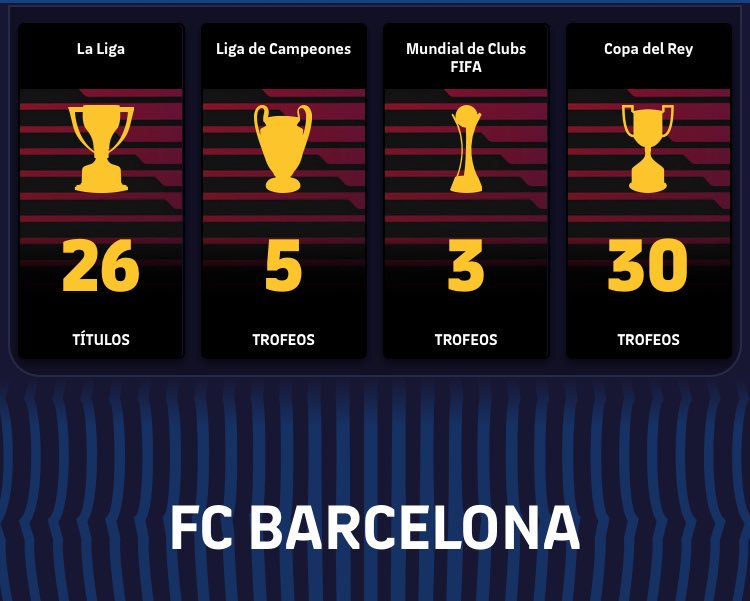 La Liga
Liga de Campeones
Mundial de Clubs
FIFA
Copa del Rey
26
5
3
30
TÍTULOS
TROFEOS
TROFEOS
TROFEOS
FC BARCELONA